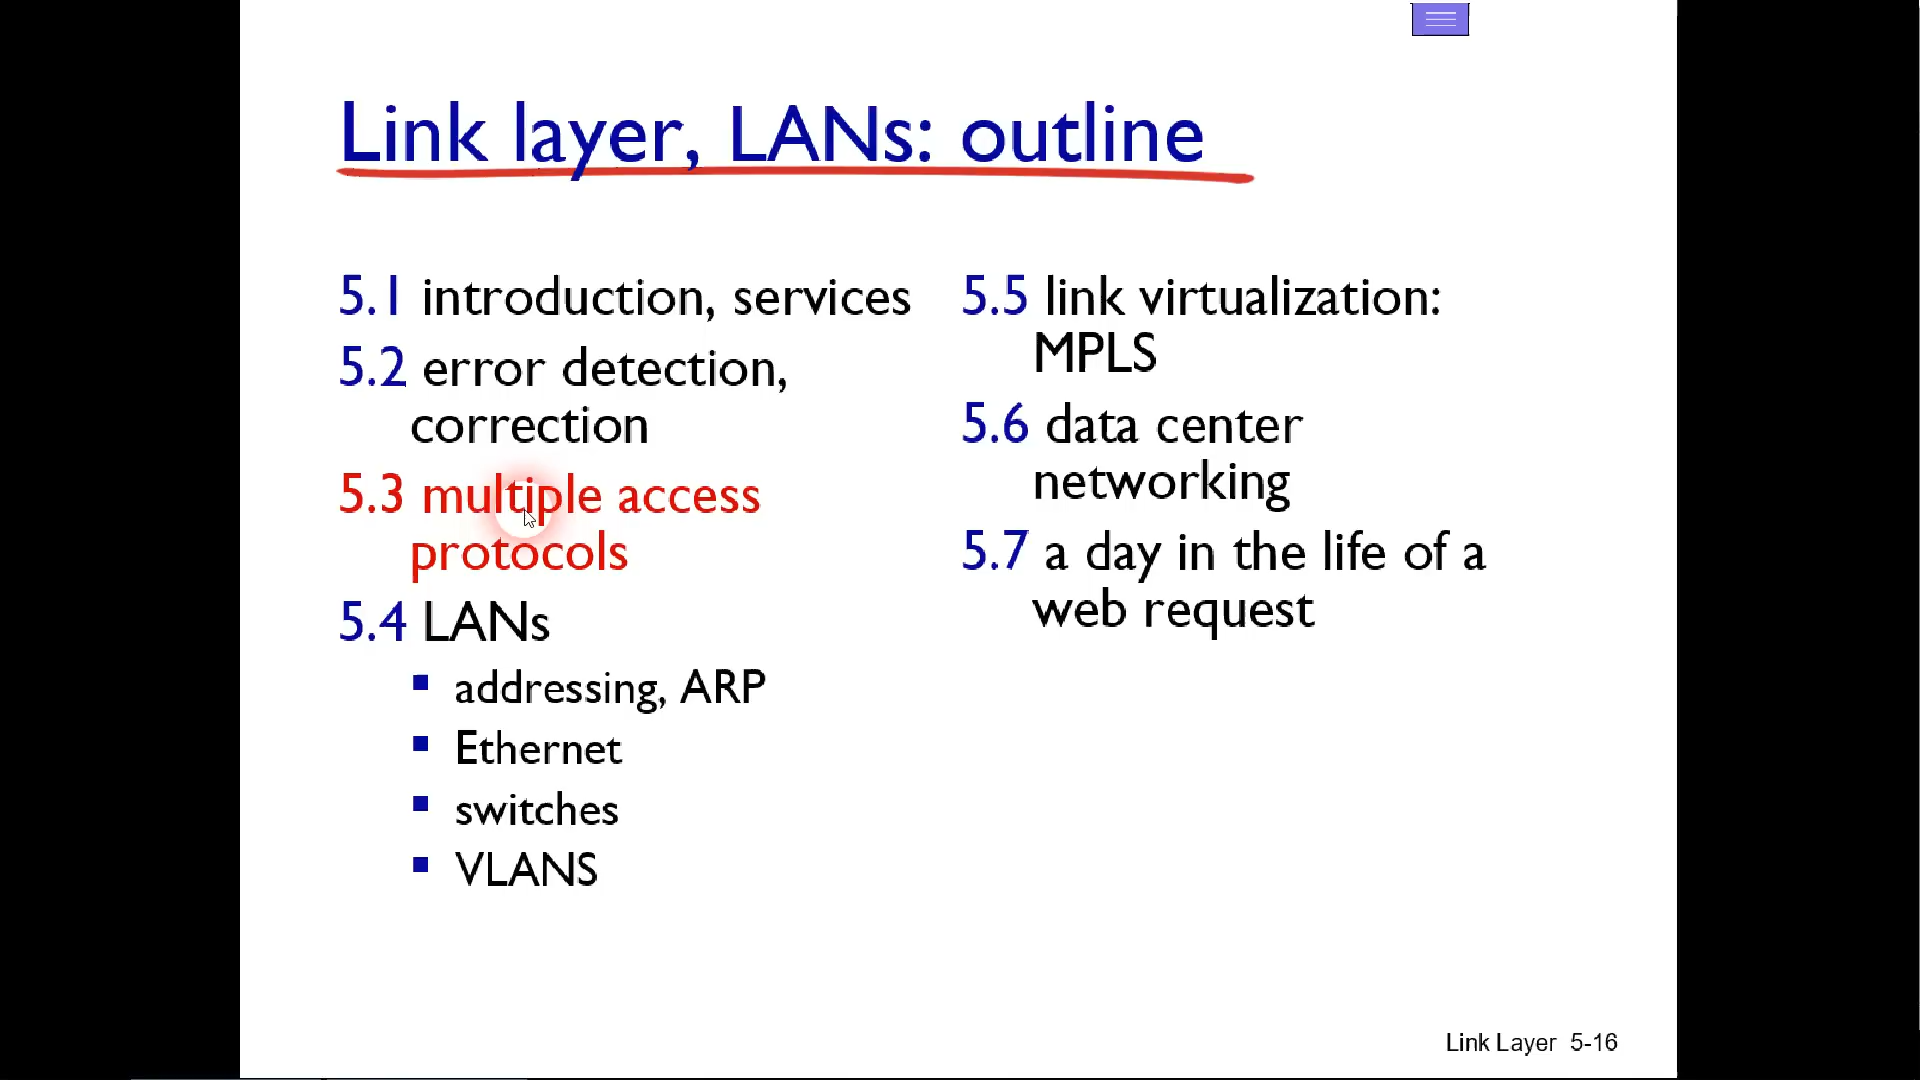 Link layer, LANs: outline
5.1 introduction, services
5.2 error detection,
correction
5.3 multiple access
protocols
5.4 LANs
▪ addressing, ARP
▪ Ethernet
▪ switches
▪ VLANS
5.5 link virtualization:
MPLS
5.6 data center
networking
5.7 a day in the life of a
web request
Link Layer 5-16